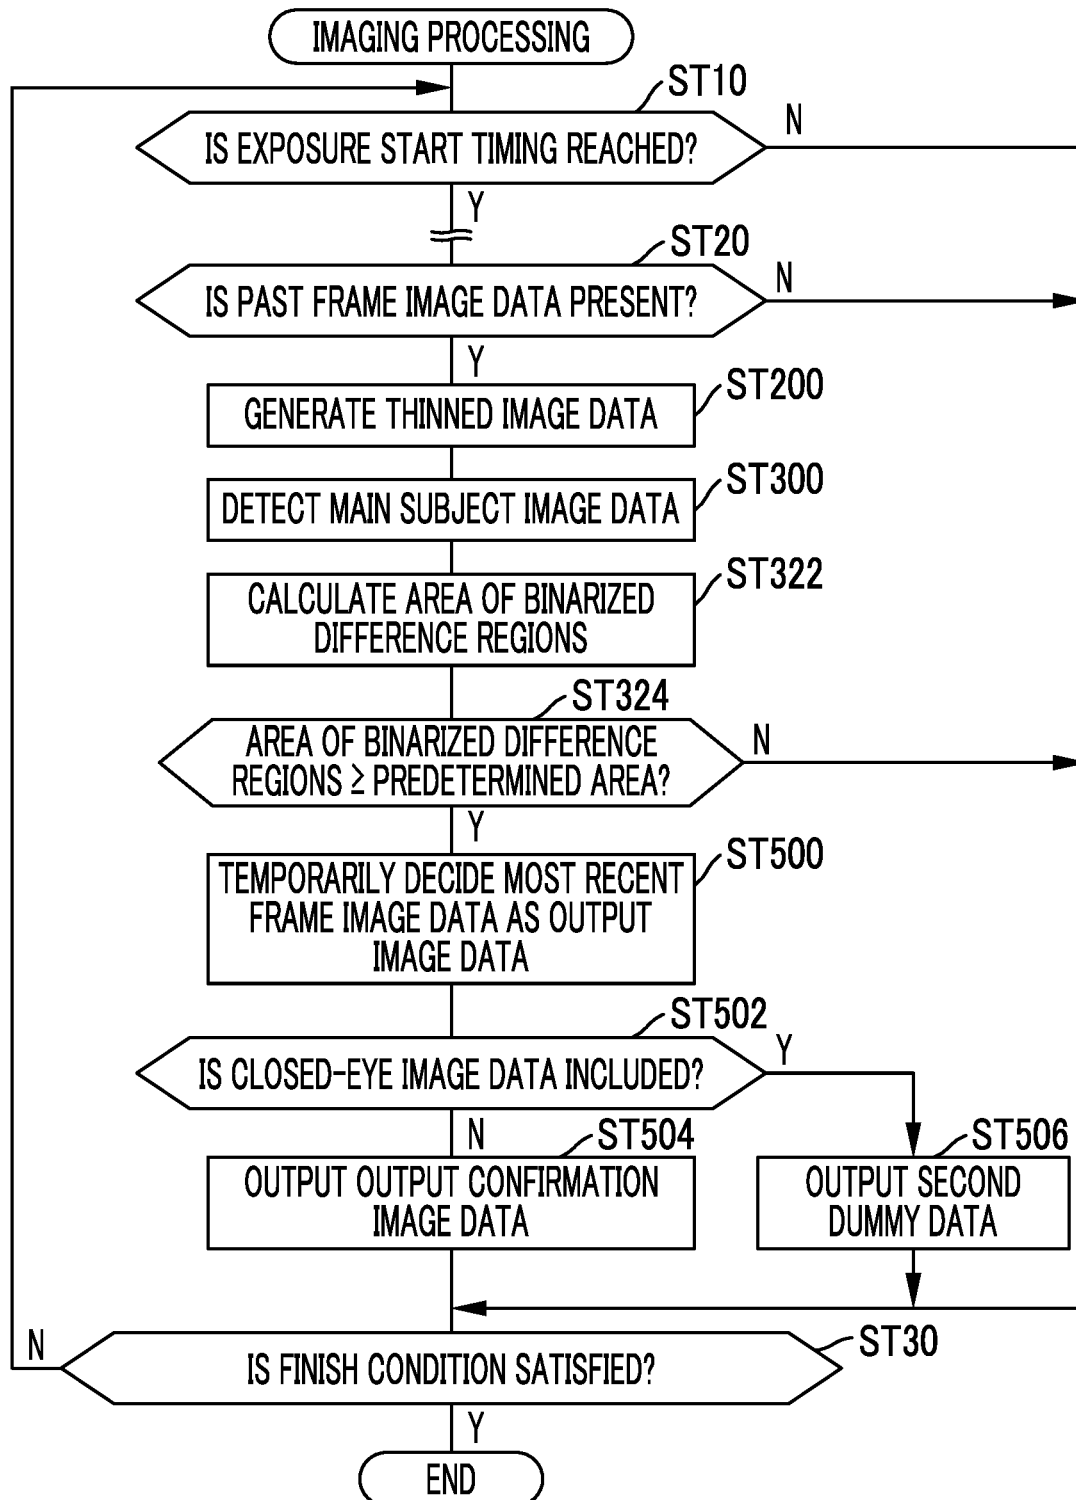 IMAGING PROCESSING
ST10
IS EXPOSURE START TIMING REACHED?
N
Y
ST20
IS PAST FRAME IMAGE DATA PRESENT?
N
Y
ST200
GENERATE THINNED IMAGE DATA
ST300
DETECT MAIN SUBJECT IMAGE DATA
ST322
CALCULATE AREA OF BINARIZED
DIFFERENCE REGIONS
ST324
AREA OF BINARIZED DIFFERENCE
REGIONS ≥ PREDETERMINED AREA?
N
Y
ST500
TEMPORARILY DECIDE MOST RECENT
FRAME IMAGE DATA AS OUTPUT
IMAGE DATA
ST502
IS CLOSED-EYE IMAGE DATA INCLUDED?
Y
N
ST504
OUTPUT OUTPUT CONFIRMATION
IMAGE DATA
ST506
OUTPUT SECOND
DUMMY DATA
ST30
N
IS FINISH CONDITION SATISFIED?
Y
END